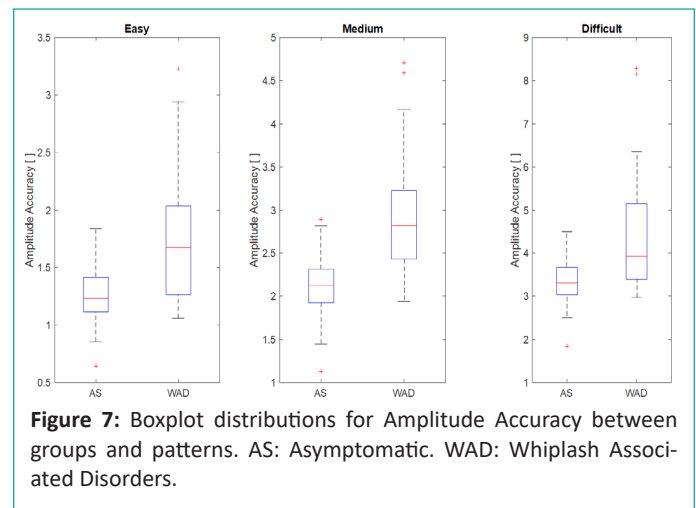 Easy
Medium
Difficult
3.5
3
2.5
2
1.5
1
0.5
Amplitude Accuracy [ ]
AS
WAD
5
4.5
4
3.5
3
2.5
2
1.5
1
Amplitude Accuracy [ ]
AS
WAD
9
8
7
6
5
4
3
2
1
Amplitude Accuracy [ ]
AS
WAD
Figure 7: Boxplot distributions for Amplitude Accuracy between
groups and patterns. AS: Asymptomatic. WAD: Whiplash Associ-
ated Disorders.